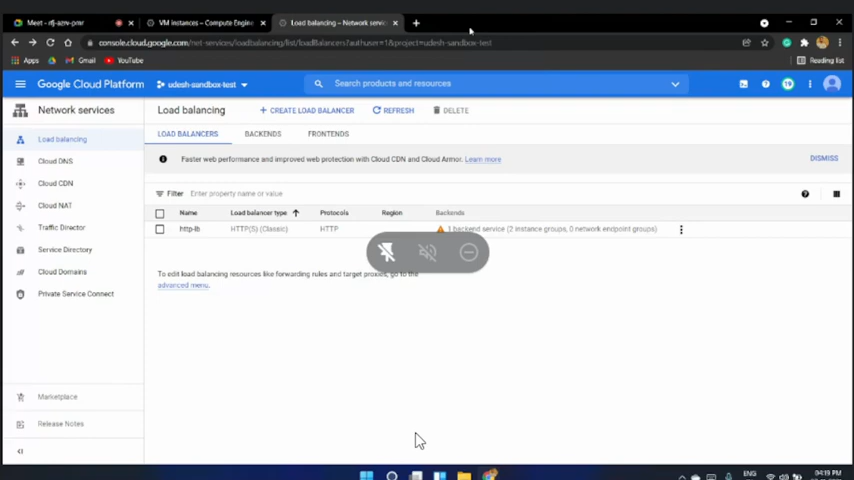 Meet - rfj-azrv-pmr
VM instances – Compute Engine
Load balancing – Network servi
console.cloud.google.com/net-services/loadbalancing/list/loadBalancers?authuser=1&project=udesh-sandbox-test
Apps
Gmail
YouTube
Reading list
Google Cloud Platform
udesh-sandbox-test
Search products and resources
19
Network services
Load balancing
+ CREATE LOAD BALANCER
REFRESH
DELETE
Load balancing
Cloud DNS
Cloud CDN
Cloud NAT
Traffic Director
Service Directory
Cloud Domains
Private Service Connect
Marketplace
Release Notes
LOAD BALANCERS
BACKENDS
FRONTENDS
Faster web performance and improved web protection with Cloud CDN and Cloud Armor. Learn more
DISMISS
Filter Enter property name or value
Name Load balancer type Protocols Region Backends
http-lb HTTP(S) (Classic) HTTP 1 backend service (2 instance groups, 0 network endpoint groups)
To edit load balancing resources like forwarding rules and target proxies, go to the
advanced menu.
ENG
04:19 PM